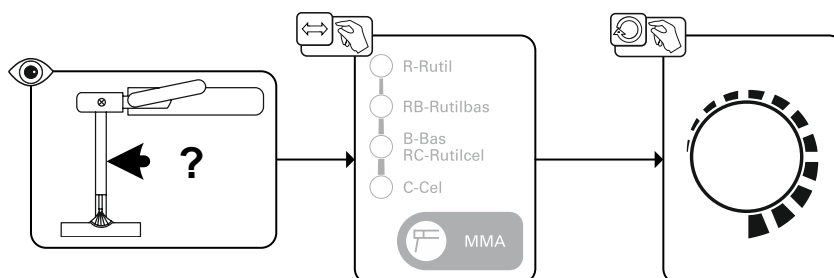 ?
R-Rutil
RB-Rutilbas
B-Bas
RC-Rutilcel
C-Cel
MMA